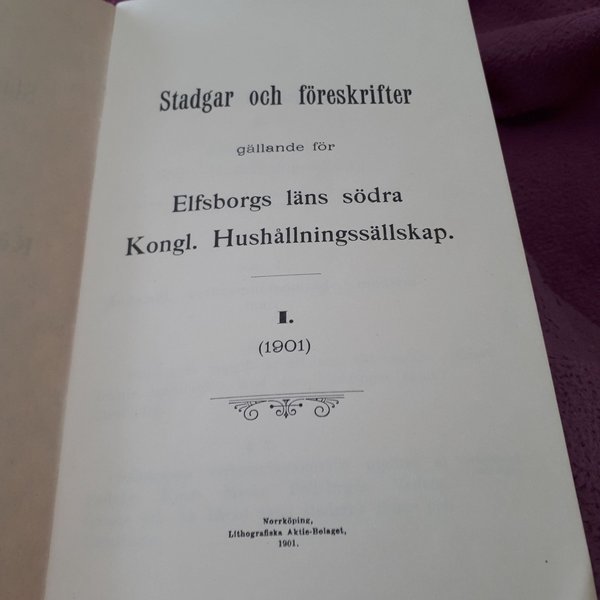 Stadgar och föreskrifter
gällande för
Elfsborgs läns södra
Kongl. Hushållningssällskap.
I.
(1901)
Norrköping,
Lithografiska Aktie-Bolaget,
1901.